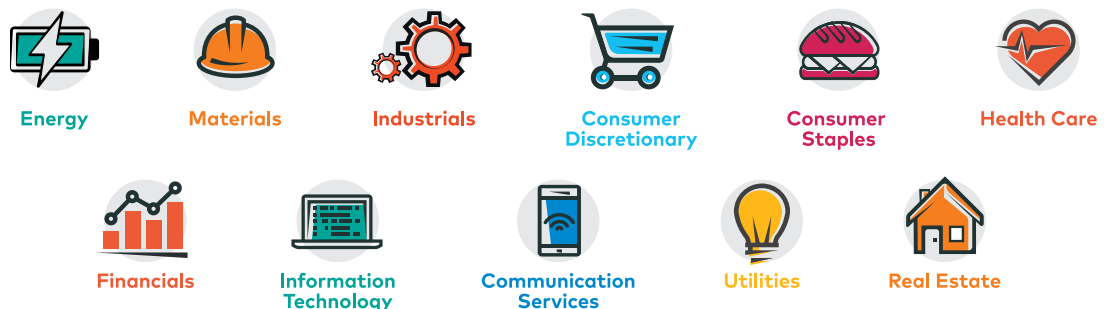 Energy
Materials
Industrials
Consumer
Discretionary
Consumer
Staples
Health Care
Financials
Information
Technology
Communication
Services
Utilities
Real Estate